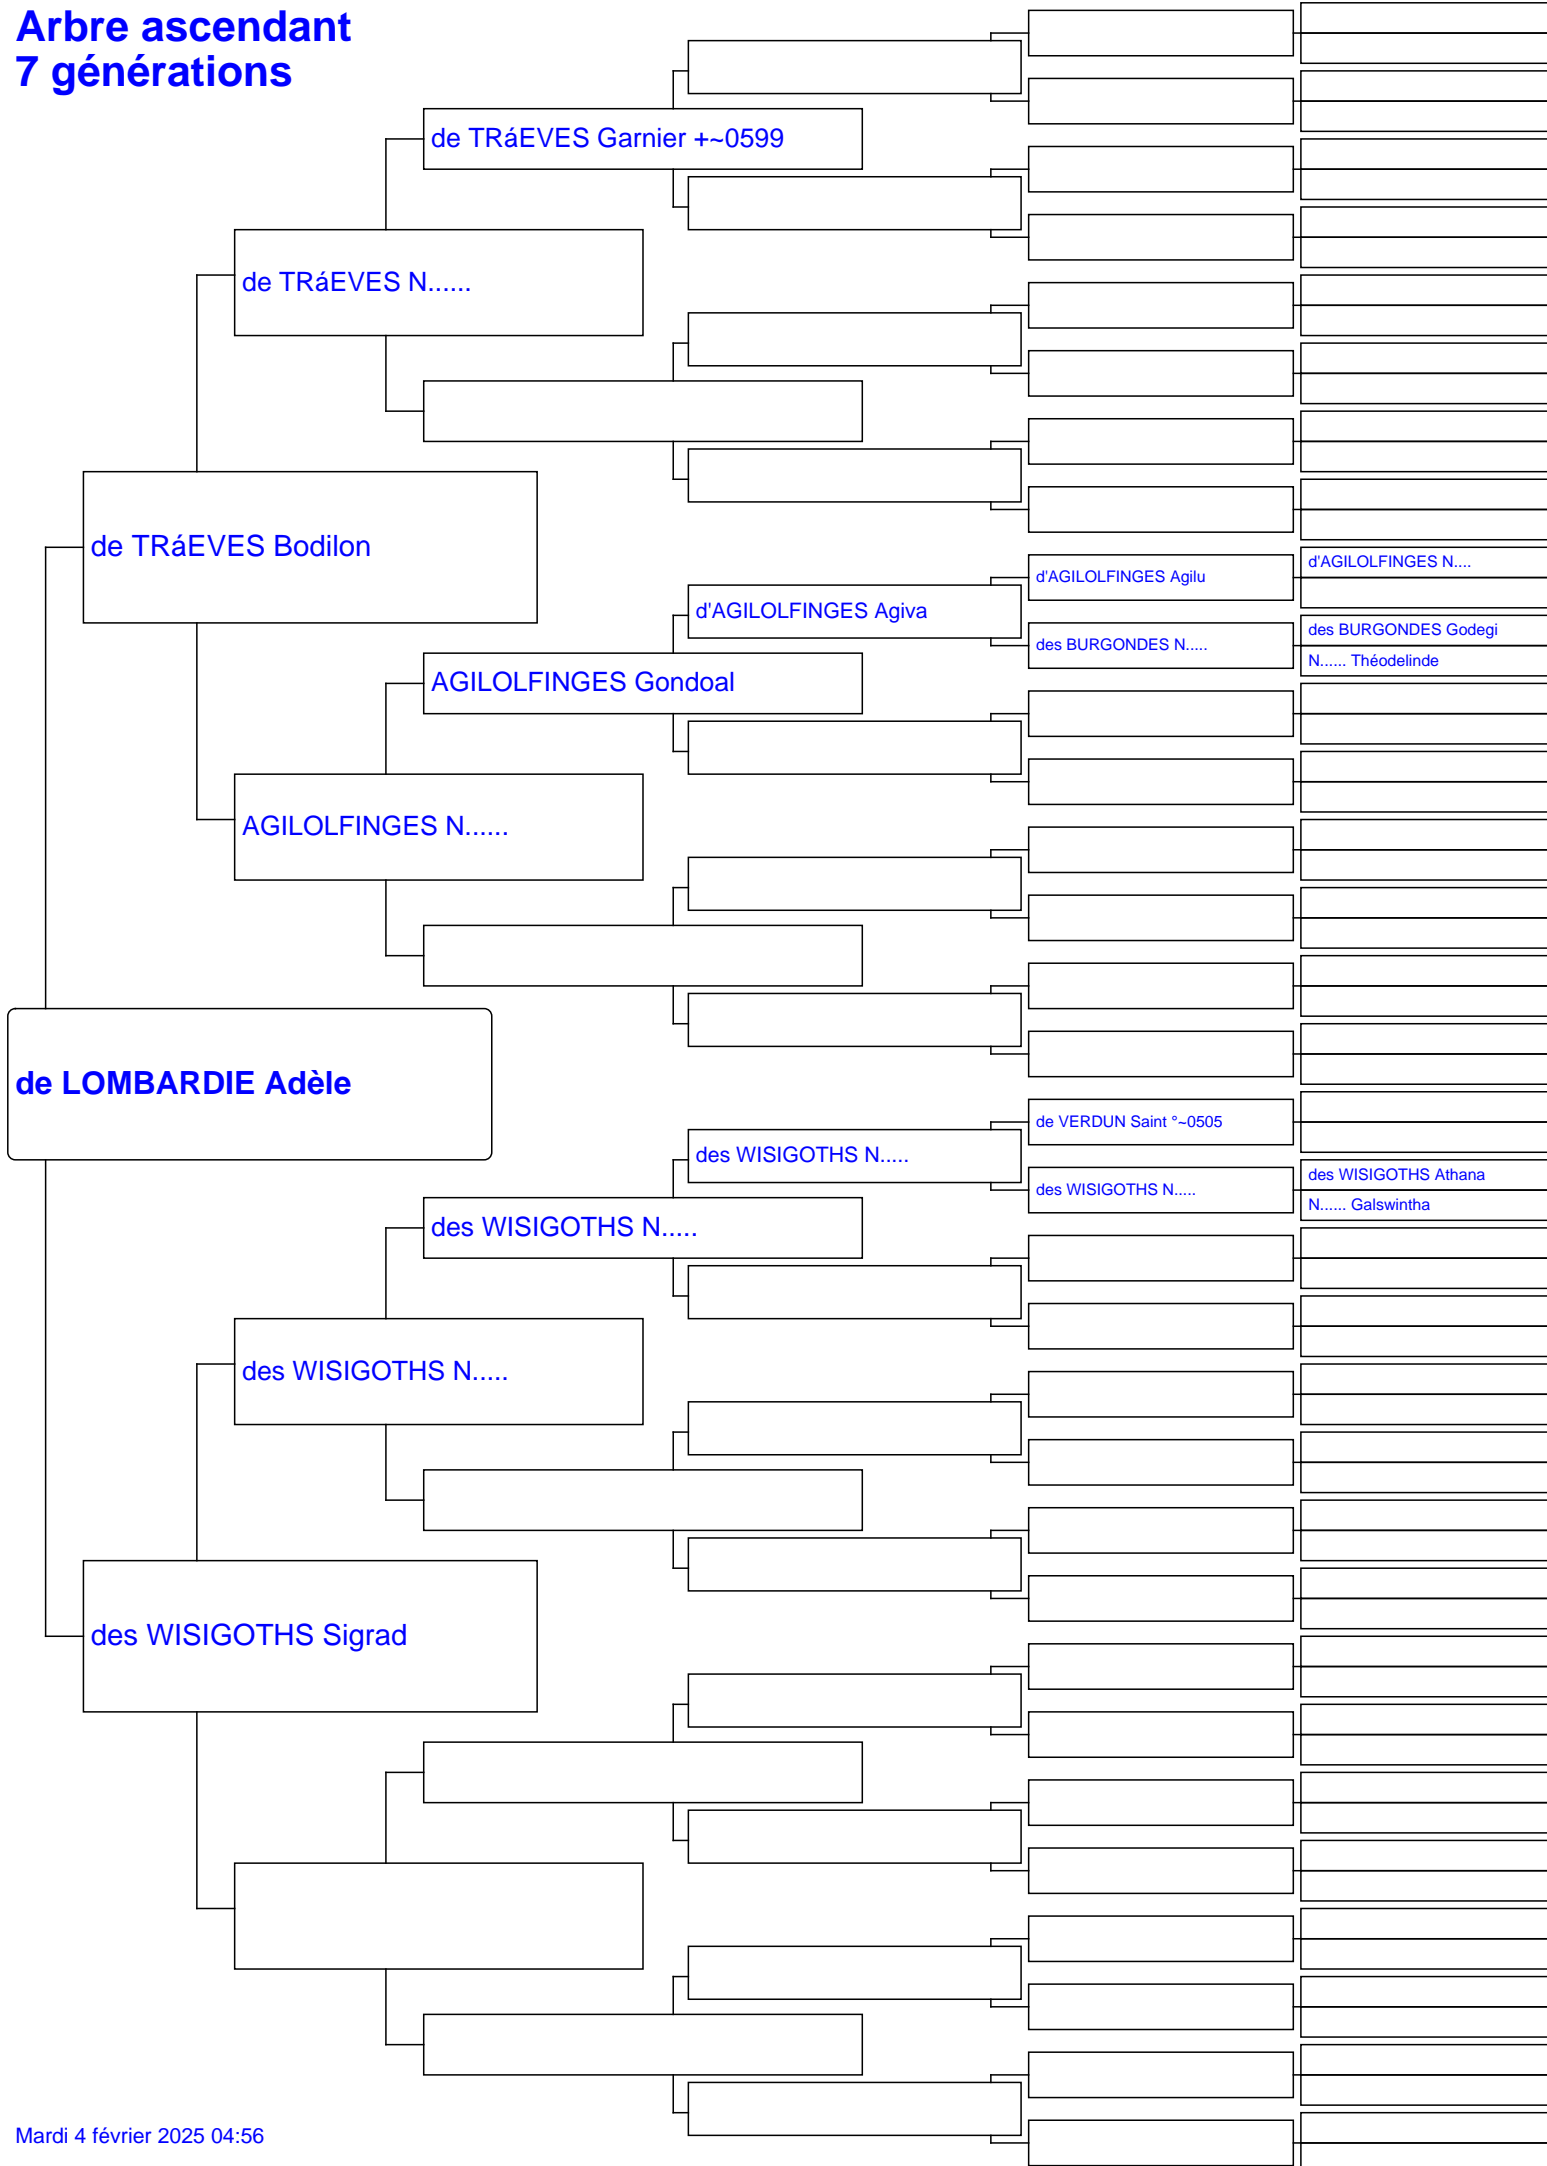 Arbre ascendant
7 générations
de TRáEVES Garnier +~0599
de TRáEVES N......
de TRáEVES Bodilon
d'AGILOLFINGES Agilu
d'AGILOLFINGES N....
d'AGILOLFINGES Agiva
des BURGONDES N.....
des BURGONDES Godegi
N...... Théodelinde
AGILOLFINGES Gondoal
AGILOLFINGES N......
de LOMBARDIE Adèle
de VERDUN Saint °~0505
des WISIGOTHS N.....
des WISIGOTHS N.....
des WISIGOTHS Athana
N...... Galswintha
des WISIGOTHS N.....
des WISIGOTHS N.....
des WISIGOTHS Sigrad
Mardi 4 février 2025 04:56